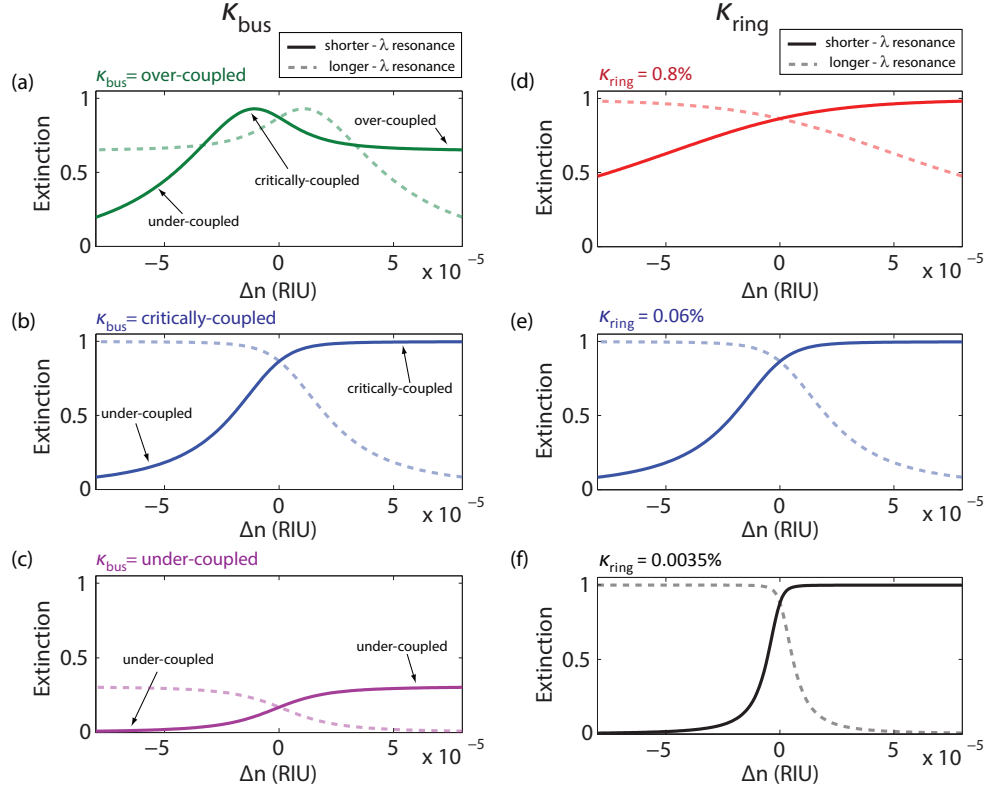 κbus
shorter - λ resonance
longer - λ resonance
(a)
κbus= over-coupled
Extinction
1
0.5
0
over-coupled
critically-coupled
under-coupled
−5
0
5
x 10 −5
Δn (RIU)
(b)
κbus= critically-coupled
Extinction
1
0.5
0
under-coupled
critically-coupled
−5
0
5
x 10 −5
Δn (RIU)
(c)
κbus= under-coupled
Extinction
1
0.5
0
under-coupled
under-coupled
−5
0
5
x 10 −5
Δn (RIU)
κring
shorter - λ resonance
longer - λ resonance
(d)
κring = 0.8%
Extinction
1
0.5
0
−5
0
5
x 10 −5
Δn (RIU)
(e)
κring = 0.06%
Extinction
1
0.5
0
−5
0
5
x 10 −5
Δn (RIU)
(f)
κring = 0.0035%
Extinction
1
0.5
0
−5
0
5
x 10 −5
Δn (RIU)